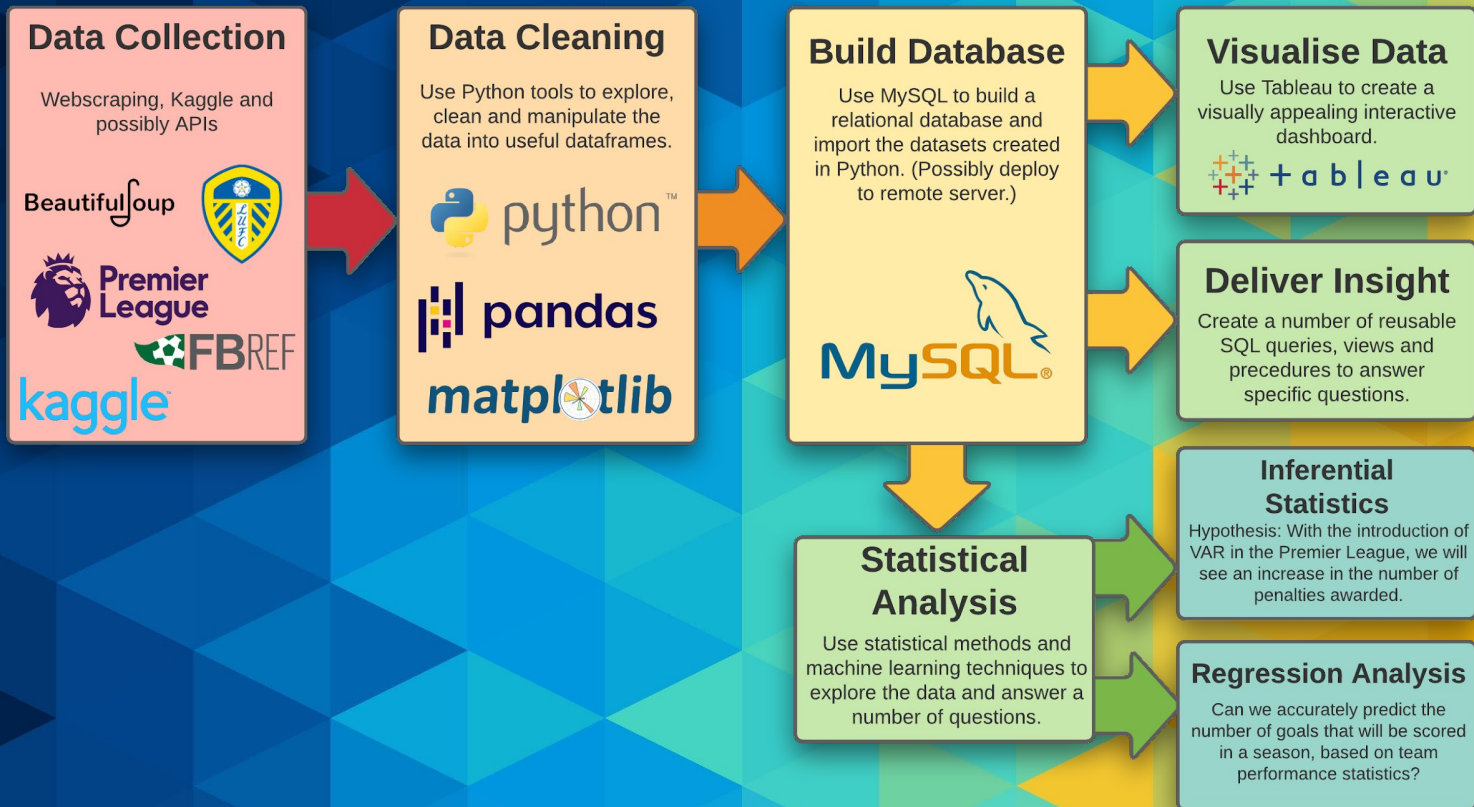 Data Collection
Webscraping, Kaggle and
possibly APIs
BeautifulSoup
LUFC
Premier
League
FBREF
kaggle
Data Cleaning
Use Python tools to explore,
clean and manipulate the
data into useful dataframes.
python™
pandas
matplotlib
Build Database
Use MySQL to build a
relational database and
import the datasets created
in Python. (Possibly deploy
to remote server.)
MySQL®
Visualise Data
Use Tableau to create a
visually appealing interactive
dashboard.
+ableau
Deliver Insight
Create a number of reusable
SQL queries, views and
precedures to answer
specific questions.
Statistical
Analysis
Use statistical methods and
machine learning techniques to
explore the data and answer a
number of questions.
Inferential
Statistics
Hypothesis: With the introduction of
VAR in the Premier League, we will
see an increase in the number of
penalties awarded.
Regression Analysis
Can we accurately predict the
number of goals that will be scored
in a season, based on team
performance statistics?